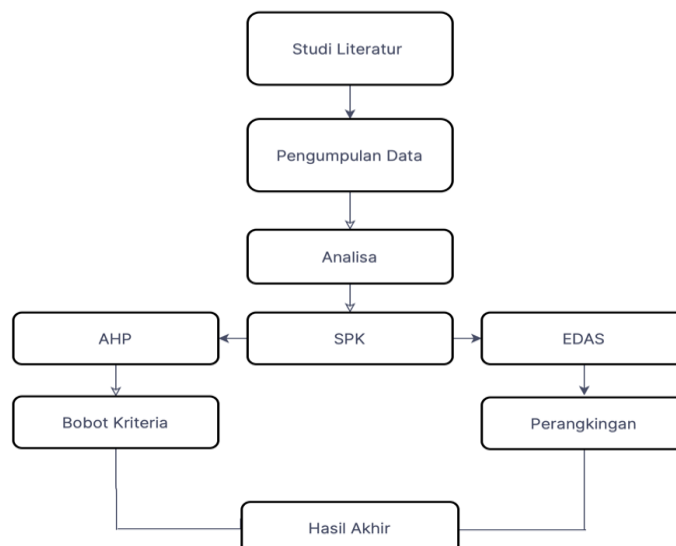 Studi Literatur
Pengumpulan Data
Analisa
AHP
SPK
EDAS
Bobot Kriteria
Perangkingan
Hasil Akhir